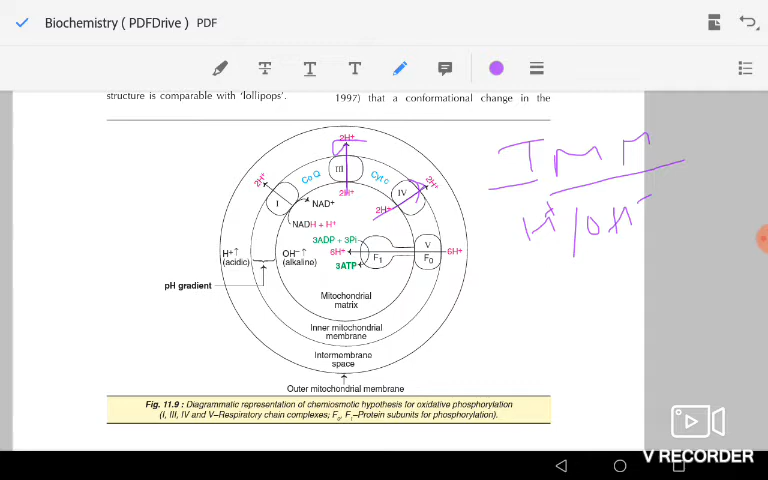 Biochemistry ( PDFDrive ) PDF
structure is comparable with 'lollipops'.
1997) that a conformational change in the
2H⁺
III
2H⁺
Co Q
Cyt c
2H⁺
I
NAD⁺
NADH + H⁺
2H⁺
IV
2H⁺
IMM
H⁺/OH⁻
3ADP + 3Pi
6H⁺
3ATP
F₁
V
F₀
6H⁺
H⁺↑
(acidic)
OH⁻↑
(alkaline)
pH gradient
Mitochondrial
matrix
Inner mitochondrial
membrane
Intermembrane
space
Outer mitochondrial membrane
Fig. 11.9 : Diagrammatic representation of chemiosmotic hypothesis for oxidative phosphorylation
(I, III, IV and V–Respiratory chain complexes; F₀, F₁–Protein subunits for phosphorylation).
V RECORDER